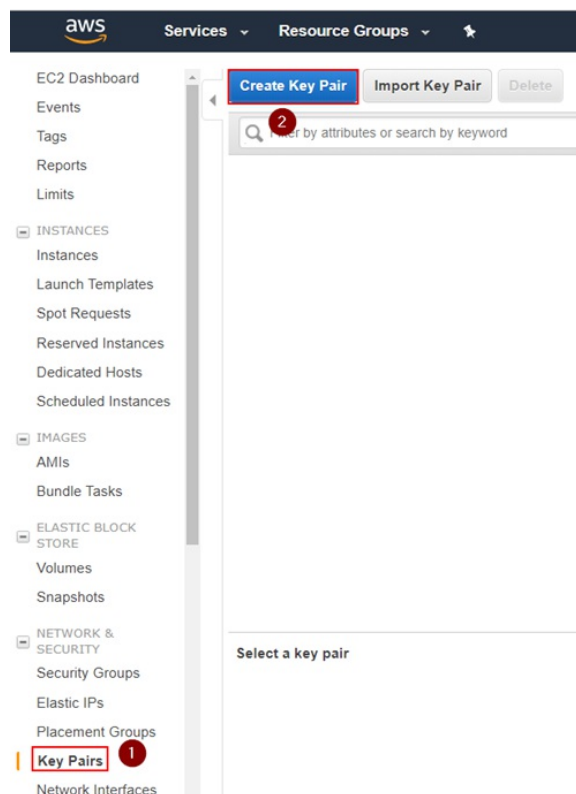 aws
Services
Resource Groups
EC2 Dashboard
Events
Tags
Reports
Limits
INSTANCES
Instances
Launch Templates
Spot Requests
Reserved Instances
Dedicated Hosts
Scheduled Instances
IMAGES
AMIs
Bundle Tasks
ELASTIC BLOCK
STORE
Volumes
Snapshots
NETWORK &
SECURITY
Security Groups
Elastic IPs
Placement Groups
Key Pairs
1
Network Interfaces
Create Key Pair
Import Key Pair
Delete
2
by attributes or search by keyword
Select a key pair